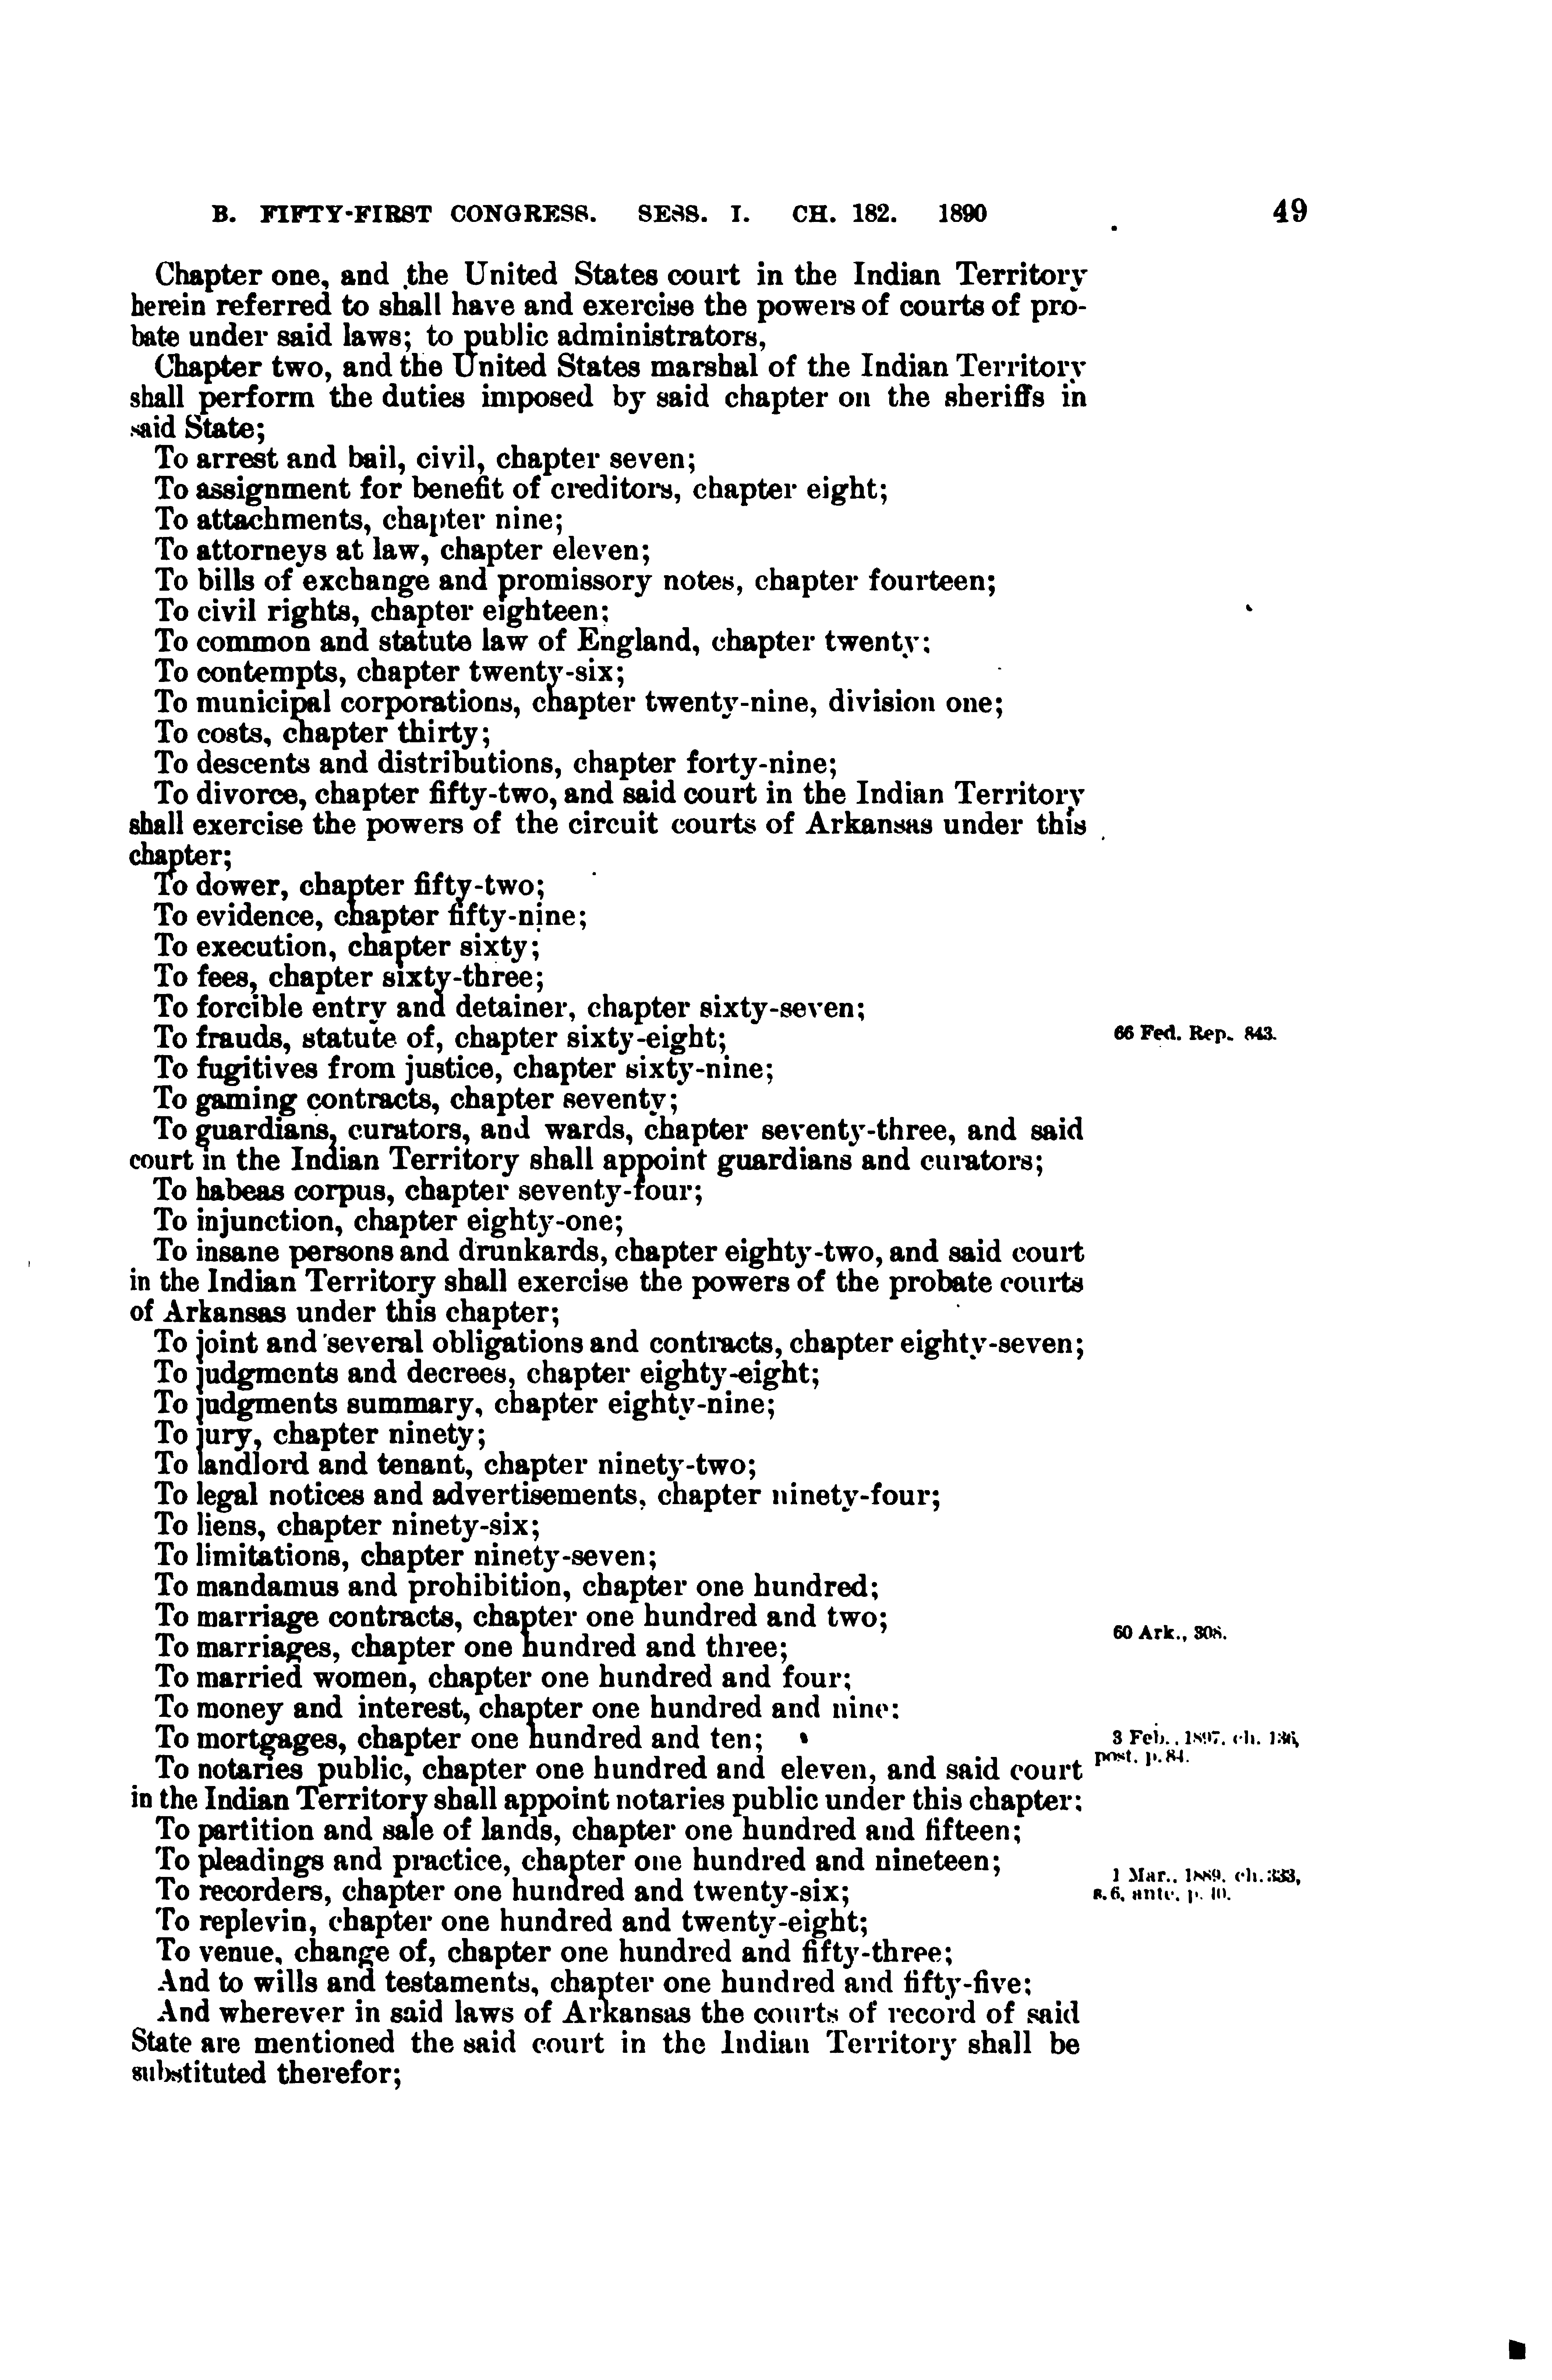 B. FIFTY-FIRST CONGRESS. SESS. I. CH. 182. 1890 49
Chapter one, and the United States court in the Indian Territory
herein referred to shall have and exercise the powers of courts of pro-
bate under said laws; to public administrators,
Chapter two, and the United States marshal of the Indian Territory
shall perform the duties imposed by said chapter on the sheriffs in
said State;
To arrest and bail, civil, chapter seven;
To assignment for benefit of creditors, chapter eight;
To attachments, chapter nine;
To attorneys at law, chapter eleven;
To bills of exchange and promissory notes, chapter fourteen;
To civil rights, chapter eighteen;
To common and statute law of England, chapter twenty;
To contempts, chapter twenty-six;
To municipal corporations, chapter twenty-nine, division one;
To costs, chapter thirty;
To descents and distributions, chapter forty-nine;
To divorce, chapter fifty-two, and said court in the Indian Territory
shall exercise the powers of the circuit courts of Arkansas under this
chapter;
To dower, chapter fifty-two;
To evidence, chapter fifty-nine;
To execution, chapter sixty;
To fees, chapter sixty-three;
To forcible entry and detainer, chapter sixty-seven;
To frauds, statute of, chapter sixty-eight;
66 Fed. Rep. 843.
To fugitives from justice, chapter sixty-nine;
To gaming contracts, chapter seventy;
To guardians, curators, and wards, chapter seventy-three, and said
court in the Indian Territory shall appoint guardians and curators;
To habeas corpus, chapter seventy-four;
To injunction, chapter eighty-one;
To insane persons and drunkards, chapter eighty-two, and said court
in the Indian Territory shall exercise the powers of the probate courts
of Arkansas under this chapter;
To joint and several obligations and contracts, chapter eighty-seven;
To judgments and decrees, chapter eighty-eight;
To judgments summary, chapter eighty-nine;
To jury, chapter ninety;
To landlord and tenant, chapter ninety-two;
To legal notices and advertisements, chapter ninety-four;
To liens, chapter ninety-six;
To limitations, chapter ninety-seven;
To mandamus and prohibition, chapter one hundred;
To marriage contracts, chapter one hundred and two;
60 Ark., 308.
To marriages, chapter one hundred and three;
To married women, chapter one hundred and four;
To money and interest, chapter one hundred and nine:
To mortgages, chapter one hundred and ten;
3 Feb., 1897, ch. 136,
post, p. 84.
To notaries public, chapter one hundred and eleven, and said court
in the Indian Territory shall appoint notaries public under this chapter;
To partition and sale of lands, chapter one hundred and fifteen;
To pleadings and practice, chapter one hundred and nineteen;
1 Mar., 1889, ch. 333,
s. 6, ante, p. 10.
To recorders, chapter one hundred and twenty-six;
To replevin, chapter one hundred and twenty-eight;
To venue, change of, chapter one hundred and fifty-three;
And to wills and testaments, chapter one hundred and fifty-five;
And wherever in said laws of Arkansas the courts of record of said
State are mentioned the said court in the Indian Territory shall be
substituted therefor;